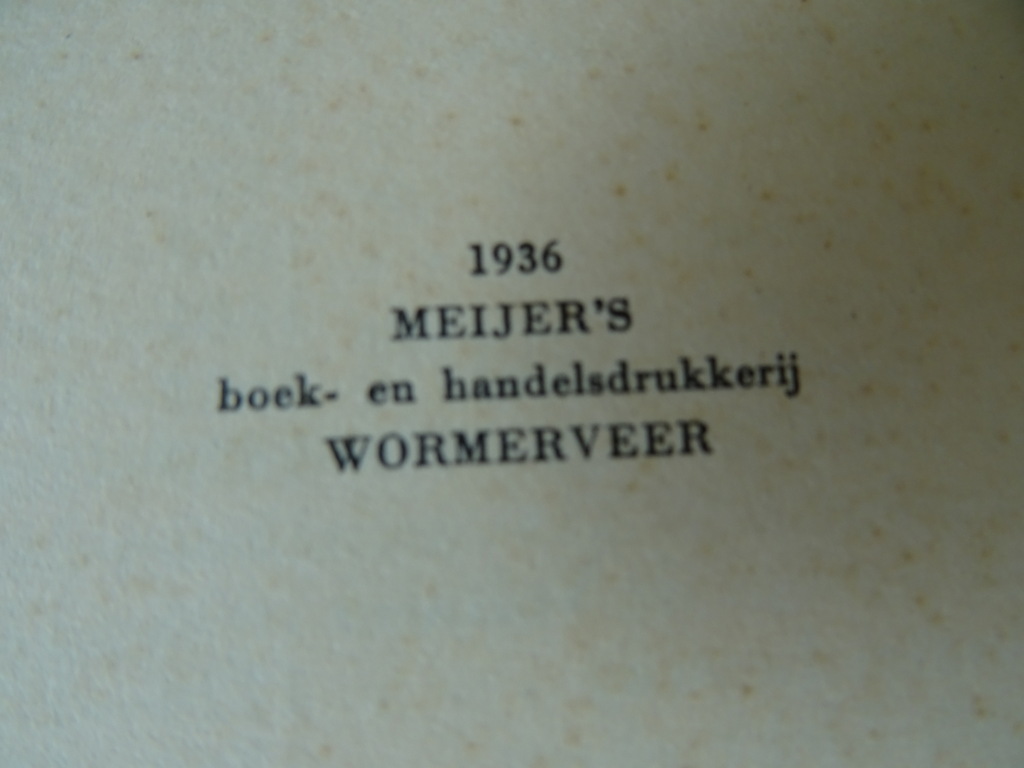 1936
MEIJER'S
boek- en handelsdrukkerij
WORMERVEER